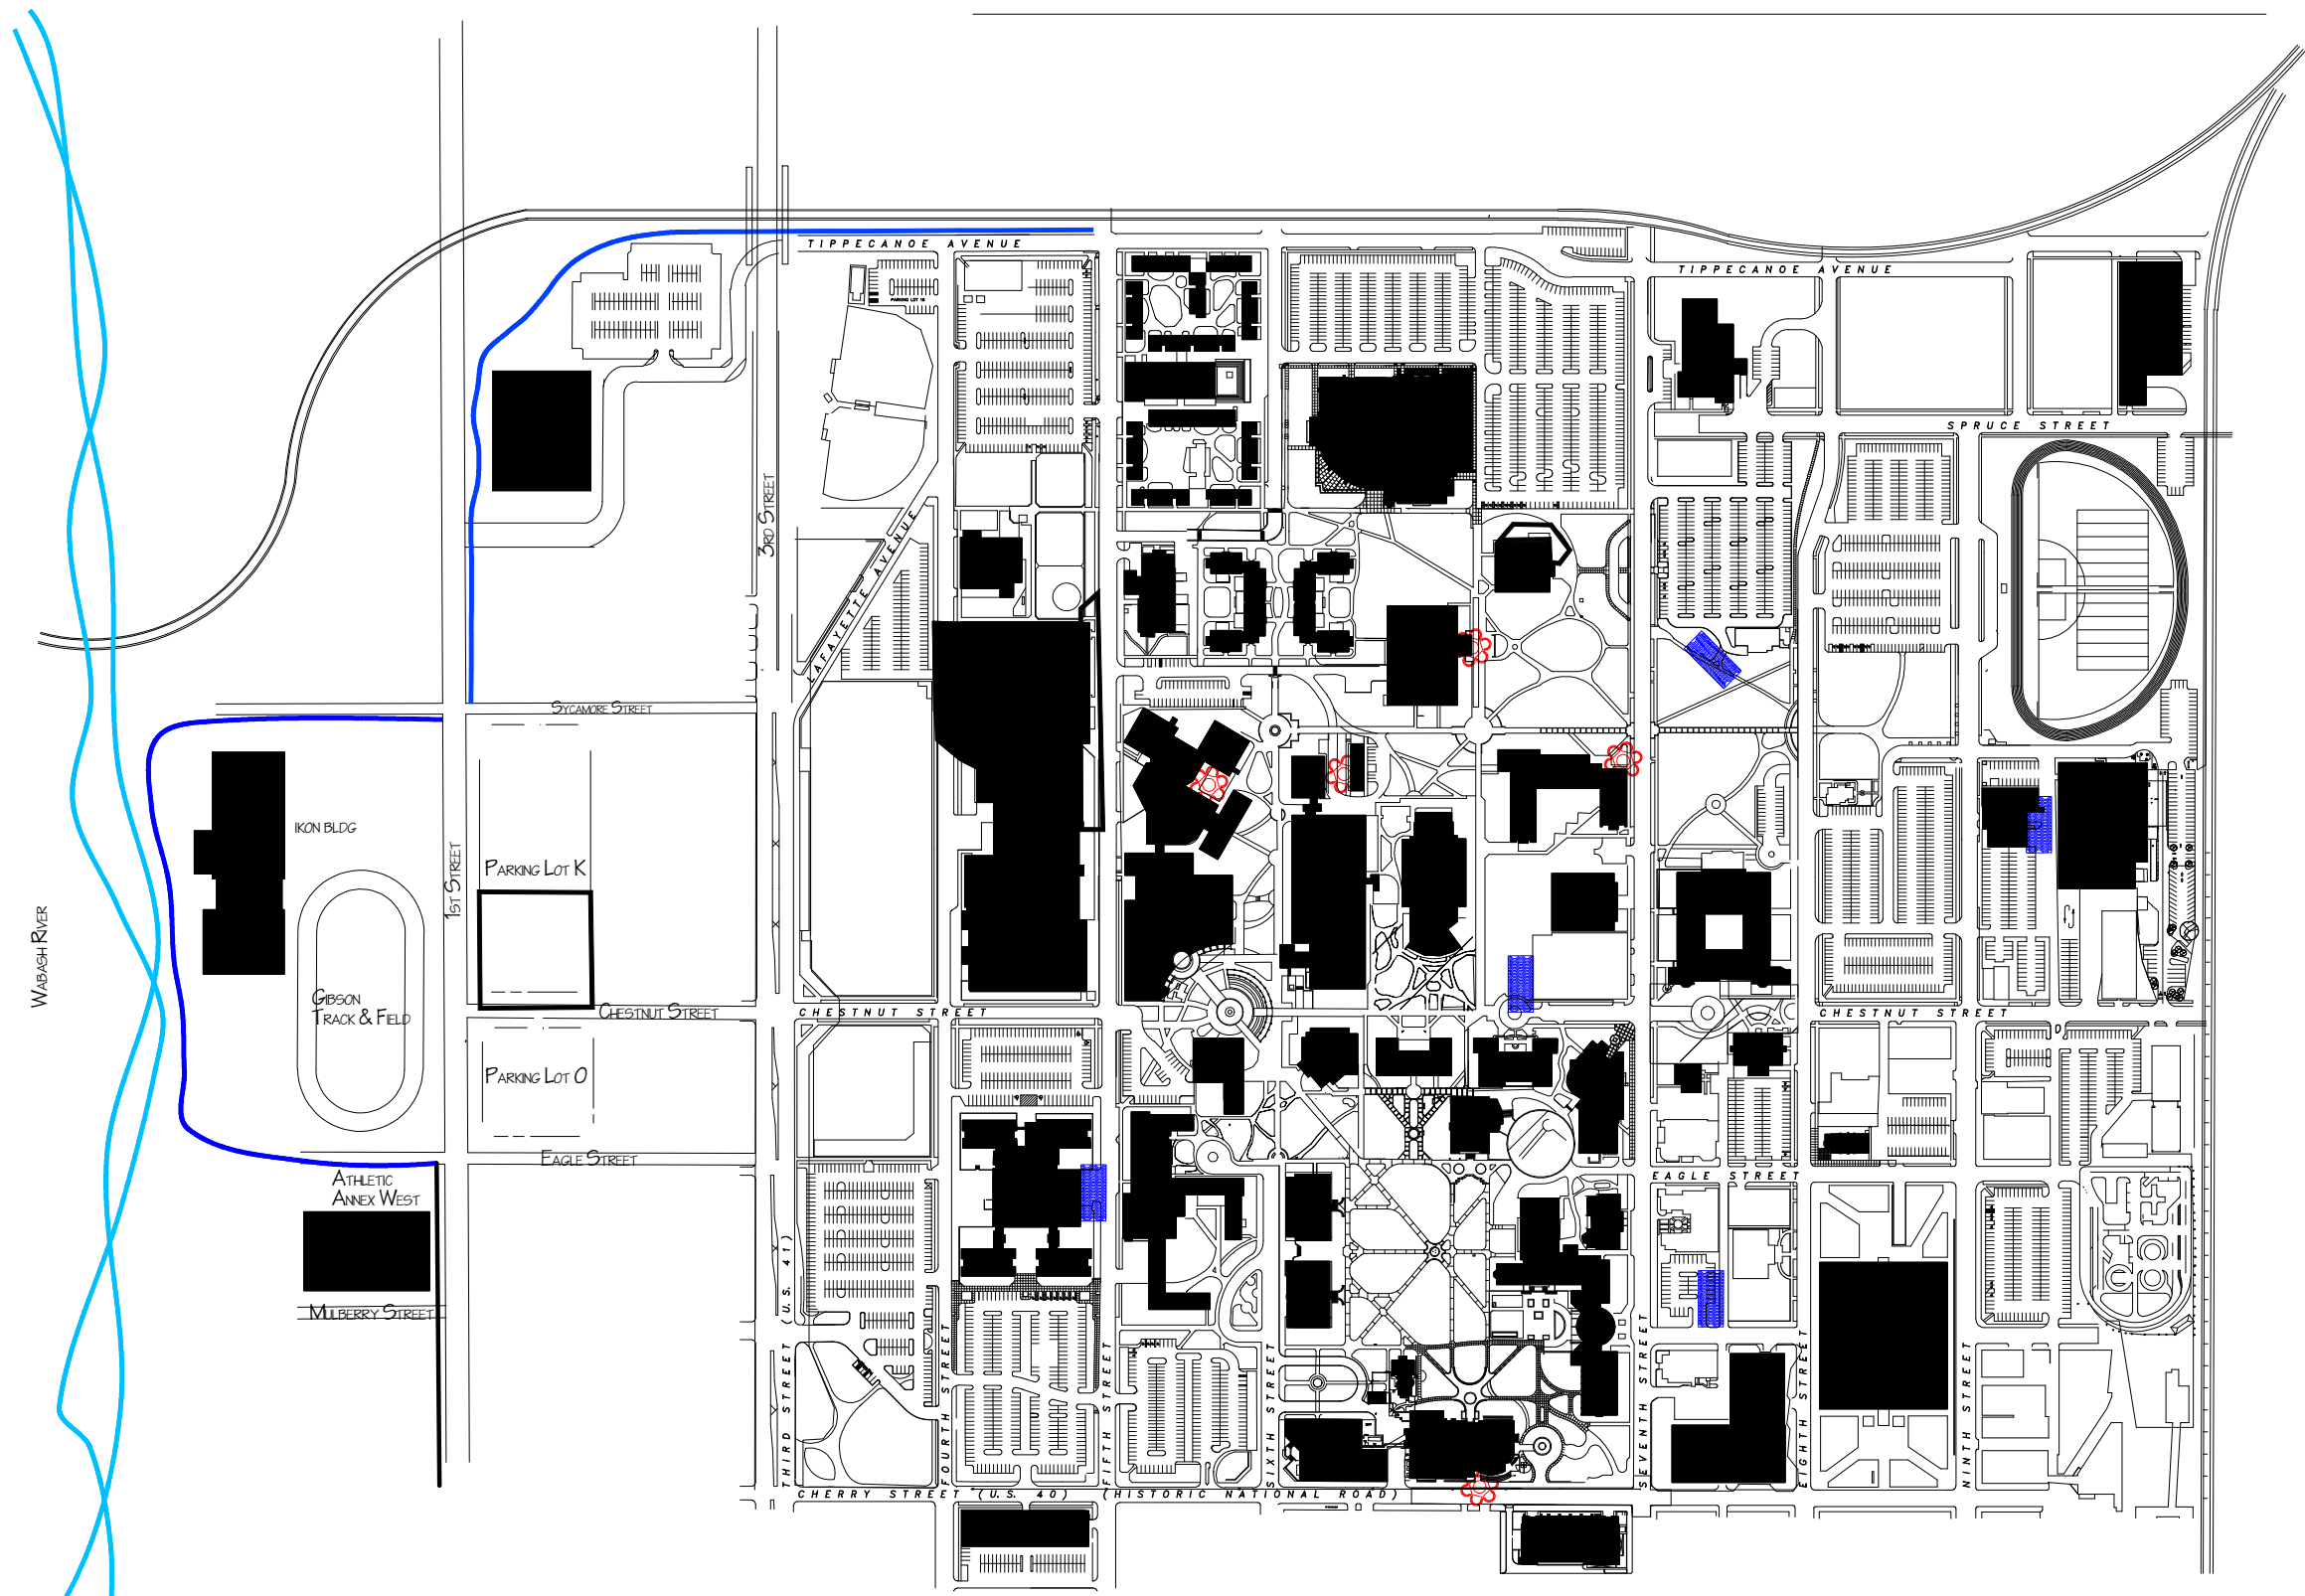 TIPPECANOE AVENUE
TIPPECANOE AVENUE
PARKING LOT 15
SPRUCE STREET
3RD STREET
LAFAYETTE AVENUE
SYCAMORE STREET
IKON BLDG
1ST STREET
PARKING LOT K
WABASH RIVER
GIBSON
TRACK & FIELD
CHESTNUT STREET
CHESTNUT STREET
CHESTNUT STREET
PARKING LOT O
EAGLE STREET
EAGLE STREET
ATHLETIC
ANNEX WEST
MULBERRY STREET
THIRD STREET (U.S. 41)
FOURTH STREET
FIFTH STREET
SIXTH STREET
SEVENTH STREET
EIGHTH STREET
NINTH STREET
CHERRY STREET (U.S. 40) (HISTORIC NATIONAL ROAD)